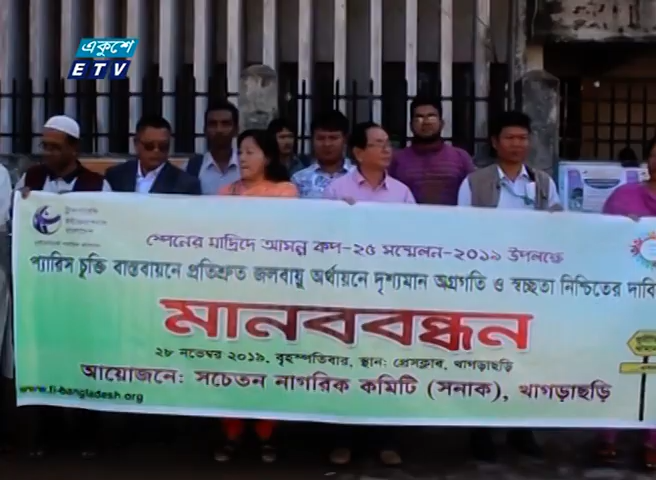 একুশে
ETV
স্পেনের মাদ্রিদে আসন্ন কপ-২৫ সম্মেলন-২০১৯ উপলক্ষে
প্যারিস চুক্তি বাস্তবায়নে প্রতিশ্রুত জলবায়ু অর্থায়নে দৃশ্যমান অগ্রগতি ও স্বচ্ছতা নিশ্চিতের দাবি
মানববন্ধন
২৮ নভেম্বর ২০১৯, বৃহস্পতিবার, স্থান: প্রেসক্লাব, খাগড়াছড়ি
আয়োজনে: সচেতন নাগরিক কমিটি (সনাক), খাগড়াছড়ি
www.ti-bangladesh.org